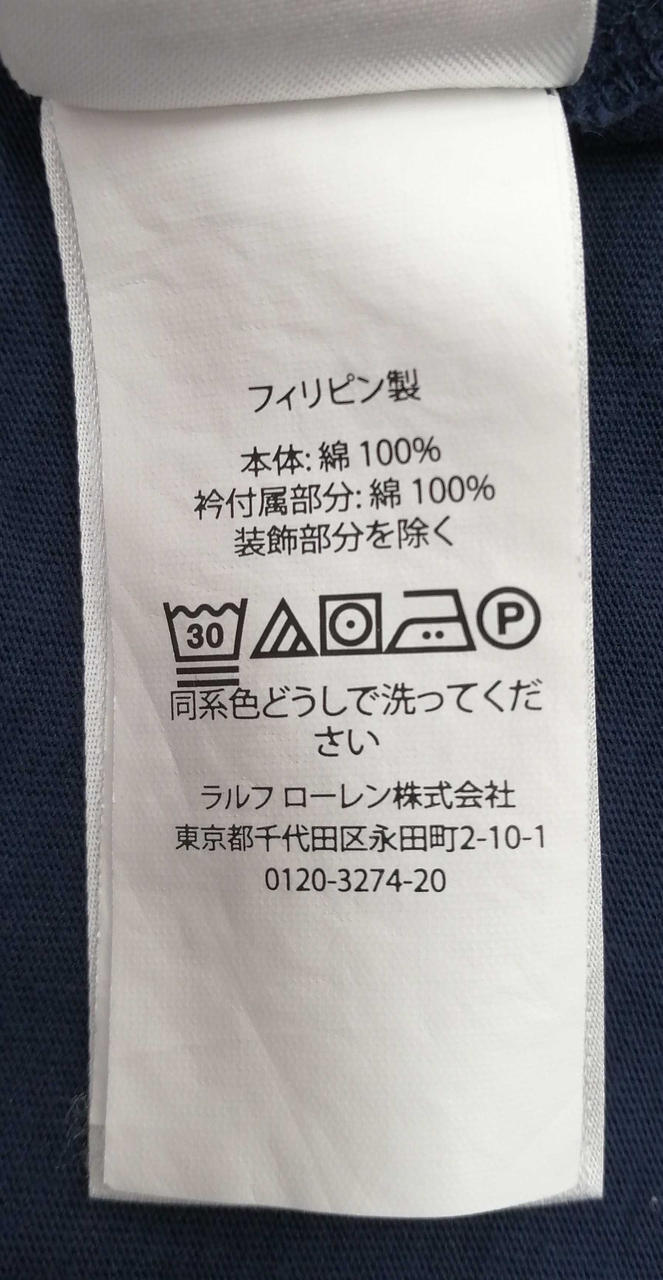 フィリピン製
本体: 綿 100%
衿付属部分: 綿 100%
装飾部分を除く
30 P
同系色どうしで洗ってくだ
さい
ラルフ ローレン株式会社
東京都千代田区永田町2-10-1
0120-3274-20